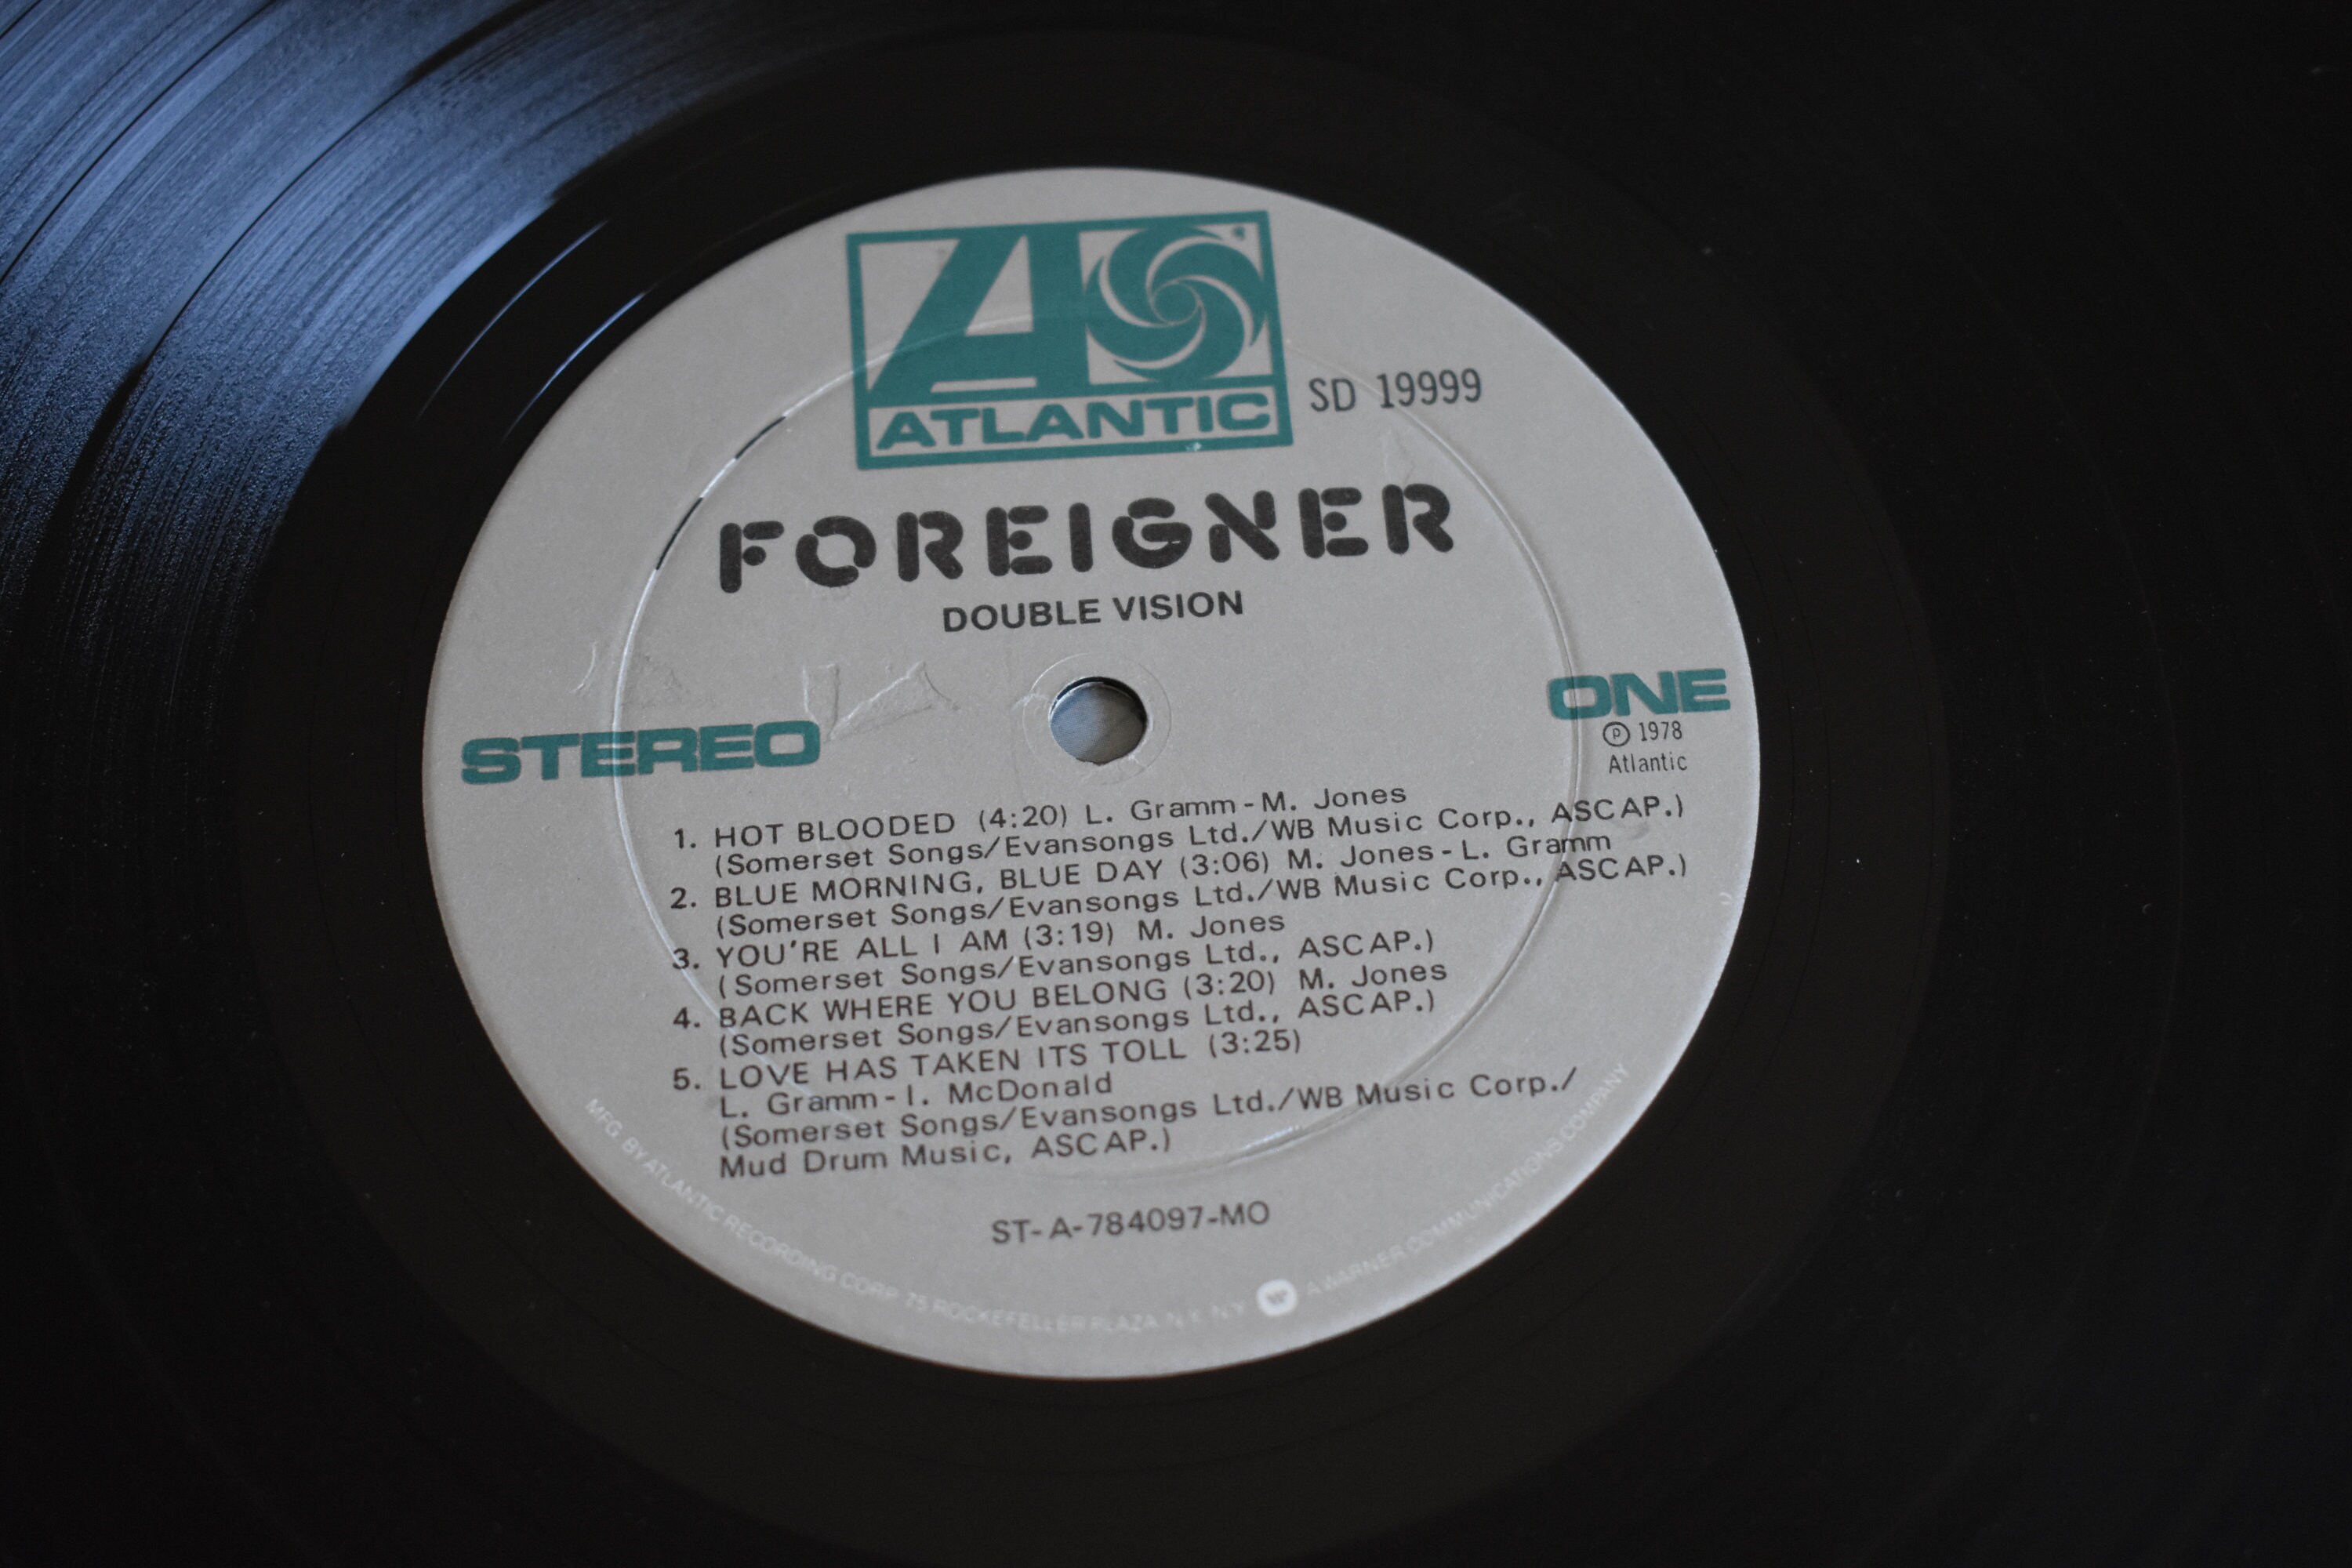 ATLANTIC
SD 19999
FOREIGNER
DOUBLE VISION
STEREO
ONE
Ⓟ 1978
Atlantic
1. HOT BLOODED (4:20) L. Gramm-M. Jones
(Somerset Songs/Evansongs Ltd./WB Music Corp., ASCAP.)
2. BLUE MORNING, BLUE DAY (3:06) M. Jones-L. Gramm
(Somerset Songs/Evansongs Ltd./WB Music Corp., ASCAP.)
3. YOU'RE ALL I AM (3:19) M. Jones
(Somerset Songs/Evansongs Ltd., ASCAP.)
4. BACK WHERE YOU BELONG (3:20) M. Jones
(Somerset Songs/Evansongs Ltd., ASCAP.)
5. LOVE HAS TAKEN ITS TOLL (3:25)
L. Gramm-I. McDonald
(Somerset Songs/Evansongs Ltd./WB Music Corp./
Mud Drum Music, ASCAP.)
ST-A-784097-MO
MFG BY ATLANTIC RECORDING CORP 75 ROCKEFELLER PLAZA N.Y. N.Y. A WARNER COMMUNICATIONS COMPANY